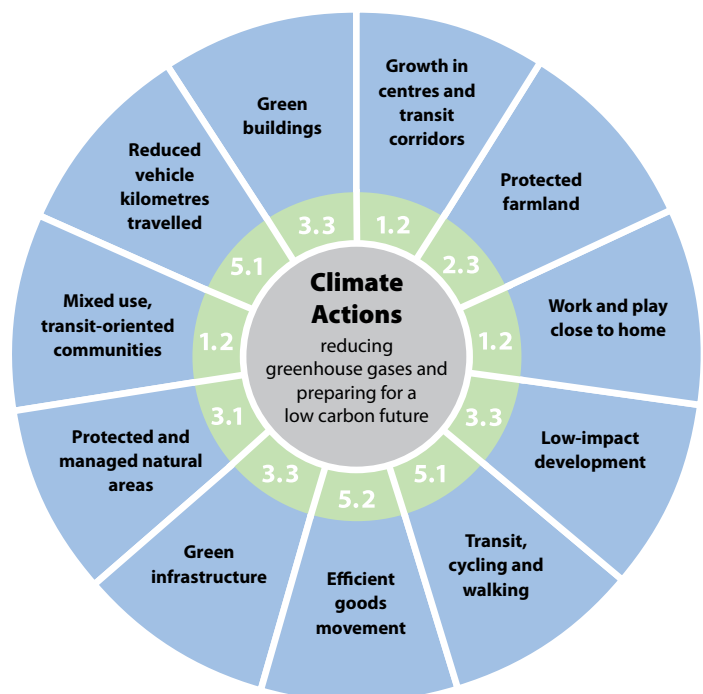 Growth in
centres and
transit
corridors
1.2
Protected
farmland
2.3
Work and play
close to home
1.2
Low-impact
development
3.3
Transit,
cycling and
walking
5.1
Efficient
goods
movement
5.2
Green
infrastructure
3.3
Protected and
managed natural
areas
3.1
Mixed use,
transit-oriented
communities
1.2
Reduced
vehicle
kilometres
travelled
5.1
Green
buildings
3.3
Climate
Actions
reducing
greenhouse gases and
preparing for a
low carbon future